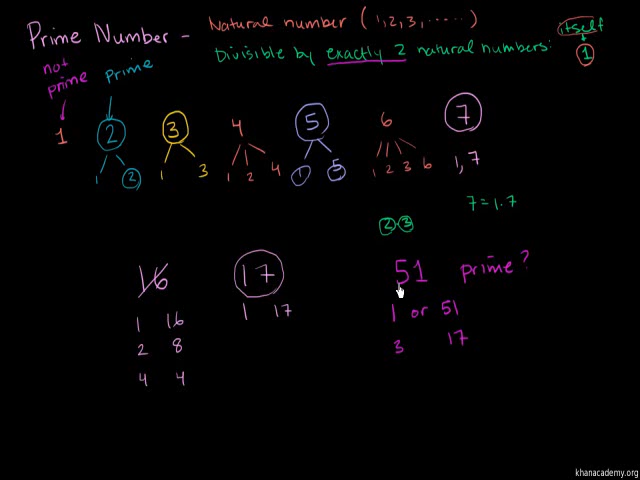 Prime Number - Natural number (1,2,3,......)
Divisible by exactly 2 natural numbers: itself
1
not prime
prime
1 2 3 4 5 6 7
1 2 1 3 1 2 4 1 5 1 2 3 6 1,7
7=1·7
2·3
16 17 51 prime?
1 16 1 17 1 or 51
2 8 3 17
4 4
khanacademy.org